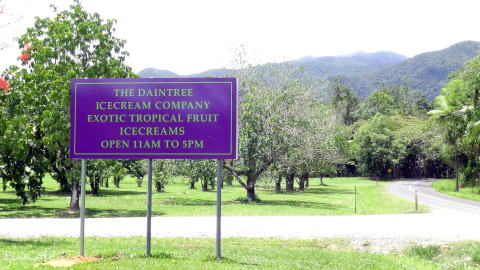 THE DAINTREE
ICECREAM COMPANY
EXOTIC TROPICAL FRUIT
ICECREAMS
OPEN 11AM TO 5PM